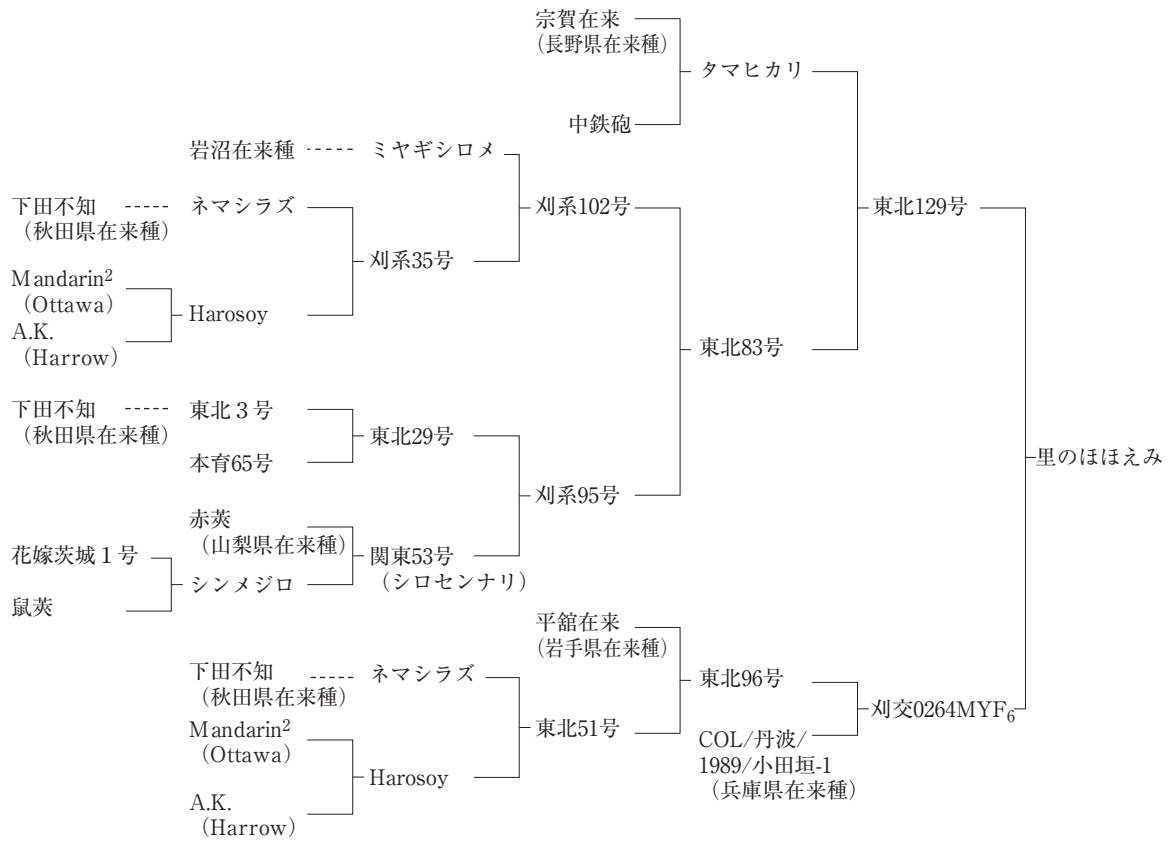 宗賀在来
（長野県在来種）
タマヒカリ
中鉄砲
岩沼在来種
ミヤギシロメ
下田不知
（秋田県在来種）
ネマシラズ
刈系102号
東北129号
刈系35号
Mandarin²
（Ottawa）
A.K.
（Harrow）
Harosoy
東北83号
下田不知
（秋田県在来種）
東北３号
東北29号
本育65号
里のほほえみ
刈系95号
赤莢
（山梨県在来種）
花嫁茨城１号
関東53号
（シロセンナリ）
シンメジロ
鼠莢
平舘在来
（岩手県在来種）
下田不知
（秋田県在来種）
ネマシラズ
東北96号
刈交0264MYF₆
Mandarin²
（Ottawa）
東北51号
COL/丹波/
1989/小田垣-1
（兵庫県在来種）
Harosoy
A.K.
（Harrow）